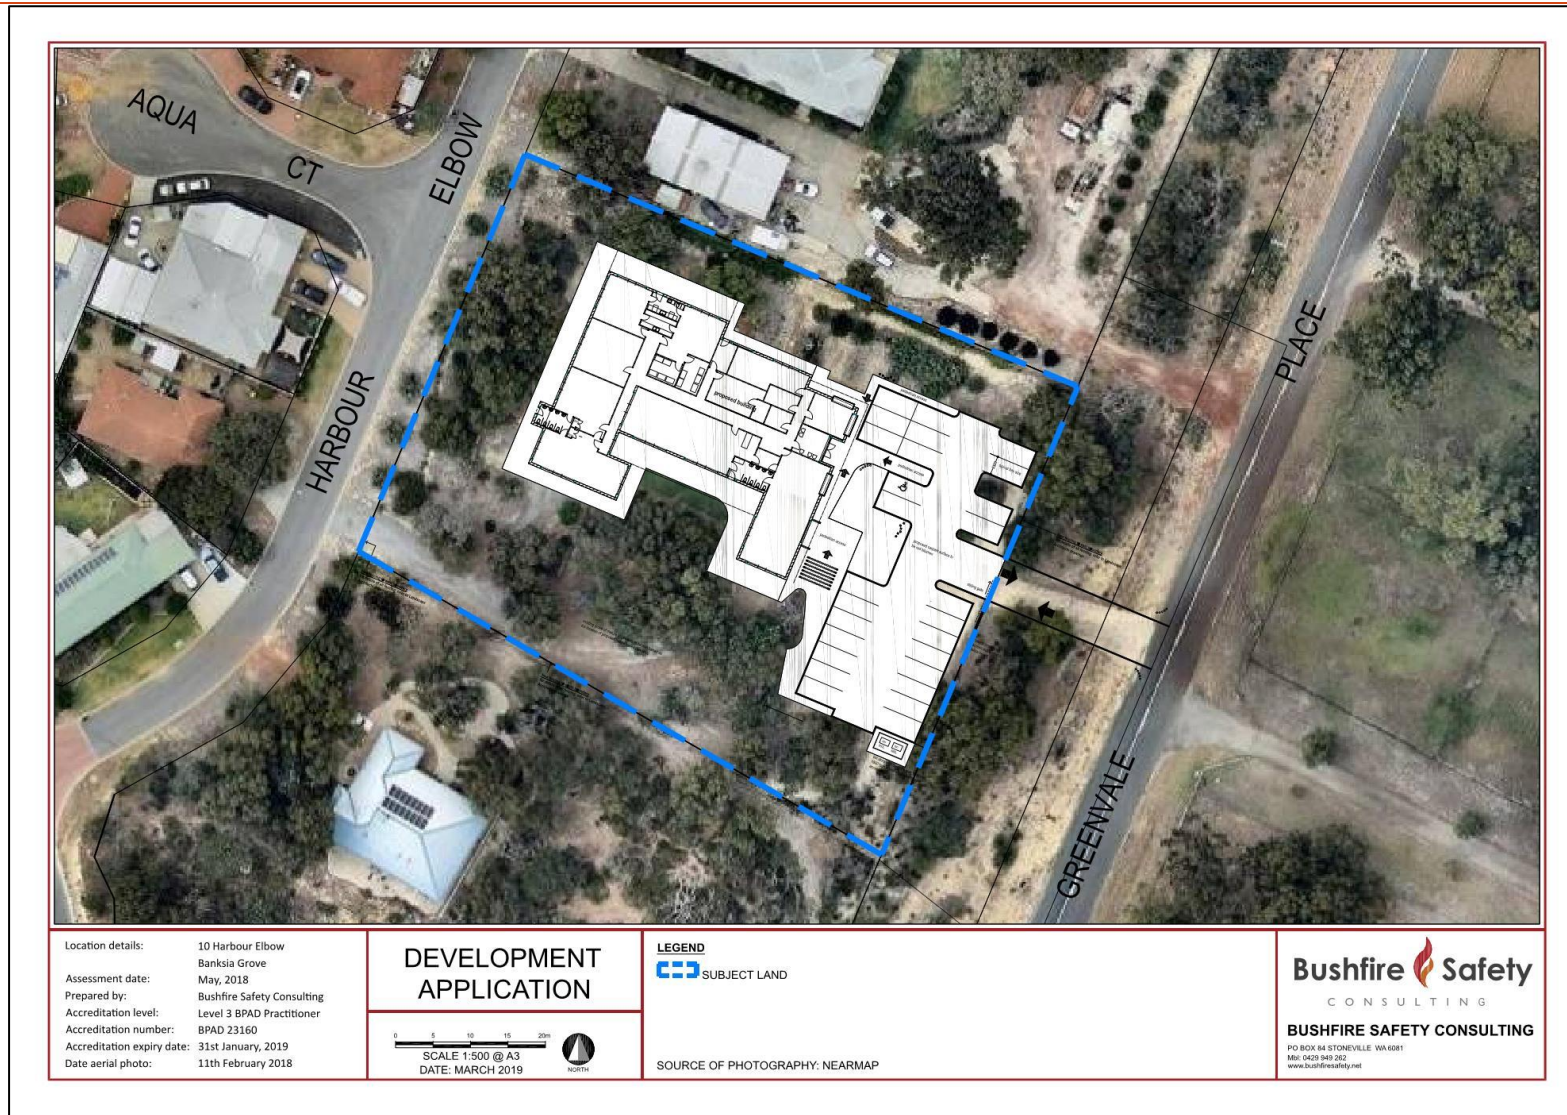 AQUA
CT
ELBOW
HARBOUR
PLACE
GREENVALE
proposed building
Location details: 10 Harbour Elbow
Banksia Grove
Assessment date: May, 2018
Prepared by: Bushfire Safety Consulting
Accreditation level: Level 3 BPAD Practitioner
Accreditation number: BPAD 23160
Accreditation expiry date: 31st January, 2019
Date aerial photo: 11th February 2018
DEVELOPMENT
APPLICATION
0 5 10 15 20m
SCALE 1:500 @ A3
DATE: MARCH 2019
NORTH
LEGEND
SUBJECT LAND
SOURCE OF PHOTOGRAPHY: NEARMAP
Bushfire Safety
CONSULTING
BUSHFIRE SAFETY CONSULTING
PO BOX 84 STONEVILLE WA 6081
Mbl: 0429 949 262
www.bushfiresafety.net